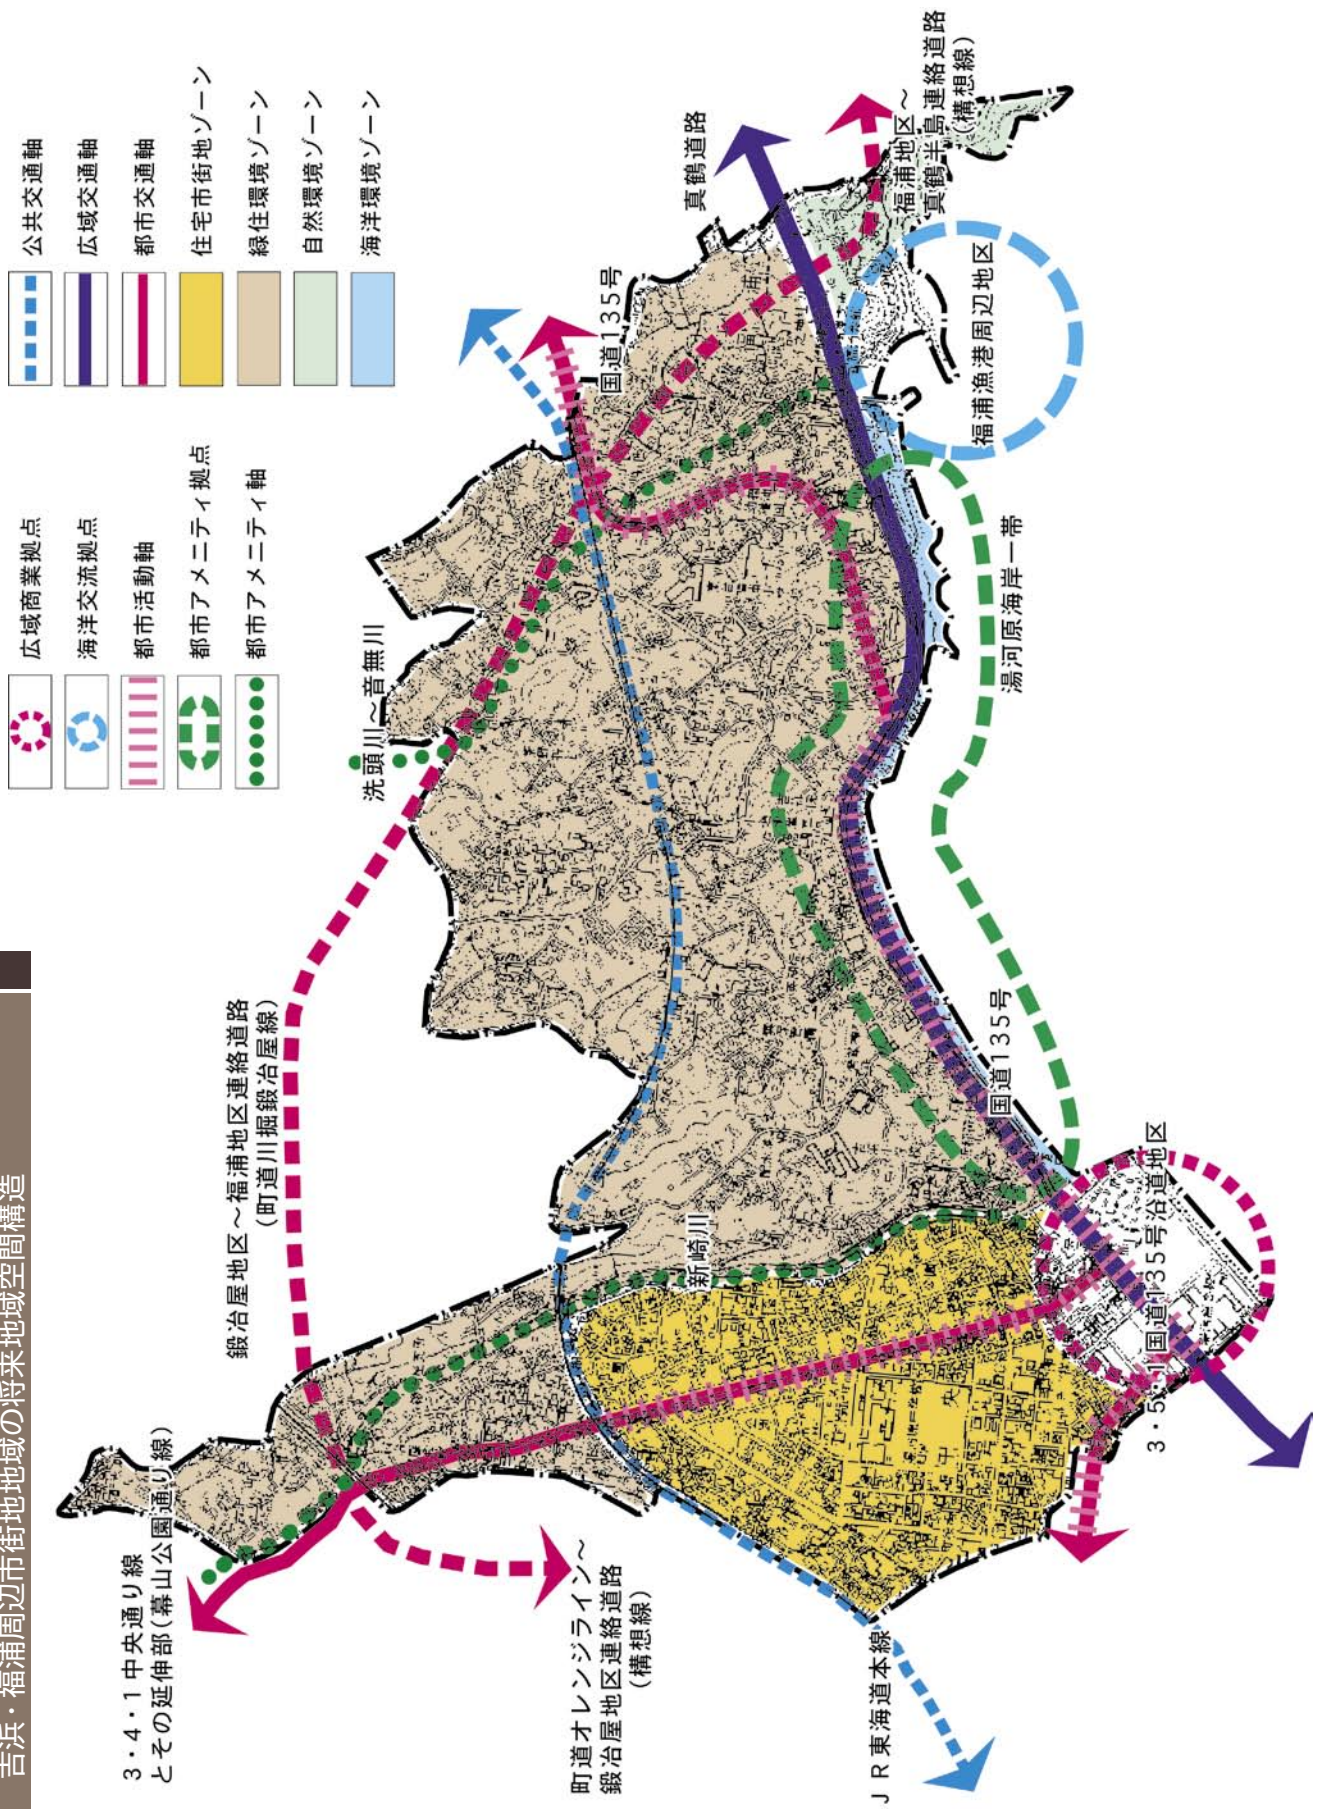 吉浜・福浦周辺市街地地域の将来地域空間構造
広域商業拠点
海洋交流拠点
都市活動軸
都市アメニティ拠点
都市アメニティ軸
公共交通軸
広域交通軸
都市交通軸
住宅市街地ゾーン
緑住環境ゾーン
自然環境ゾーン
海洋環境ゾーン
3・4・1中央通り線
とその延伸部(幕山公園通り線)
鍛冶屋地区～福浦地区連絡道路
(町道川掘鍛冶屋線)
洗頭川～音無川
国道135号
真鶴道路
福浦地区～
真鶴半島連絡道路
(構想線)
福浦漁港周辺地区
湯河原海岸一帯
国道135号
新崎川
3・5・1国道135号沿道地区
町道オレンジライン～
鍛冶屋地区連絡道路
(構想線)
JR東海道本線